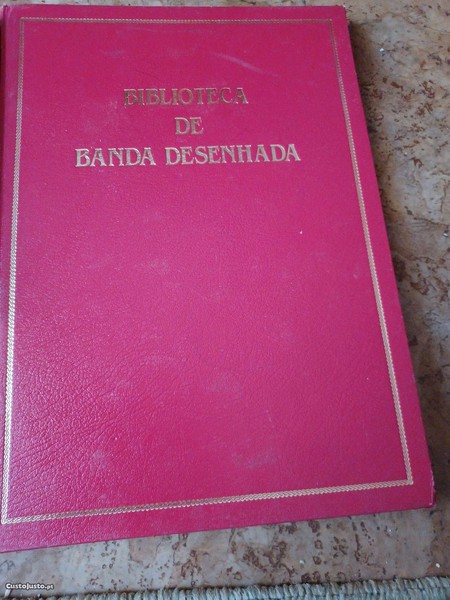 BIBLIOTECA
DE
BANDA DESENHADA
CustoJusto.pt